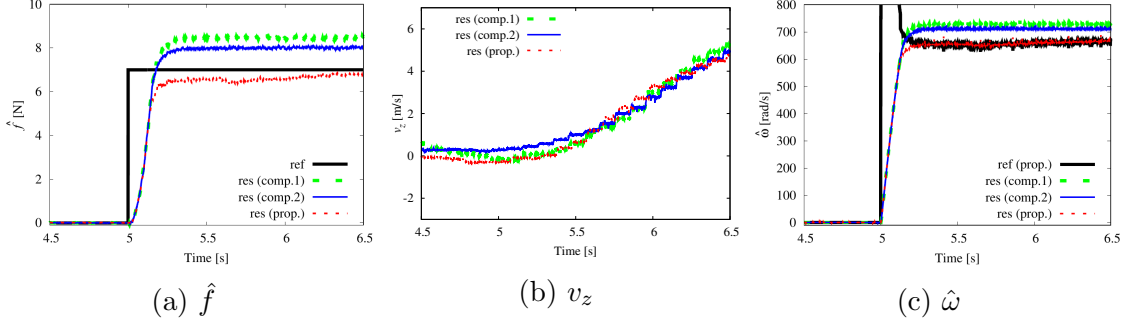 10
8
6
4
2
0
f̂ [N]
ref
res (comp.1)
res (comp.2)
res (prop.)
4.5 5 5.5 6 6.5
Time [s]
(a) f̂
6
4
2
0
-2
v_z [m/s]
res (comp.1)
res (comp.2)
res (prop.)
4.5 5 5.5 6 6.5
Time [s]
(b) v_z
800
700
600
500
400
300
200
100
0
ω̂ [rad/s]
ref (prop.)
res (comp.1)
res (comp.2)
res (prop.)
4.5 5 5.5 6 6.5
Time [s]
(c) ω̂